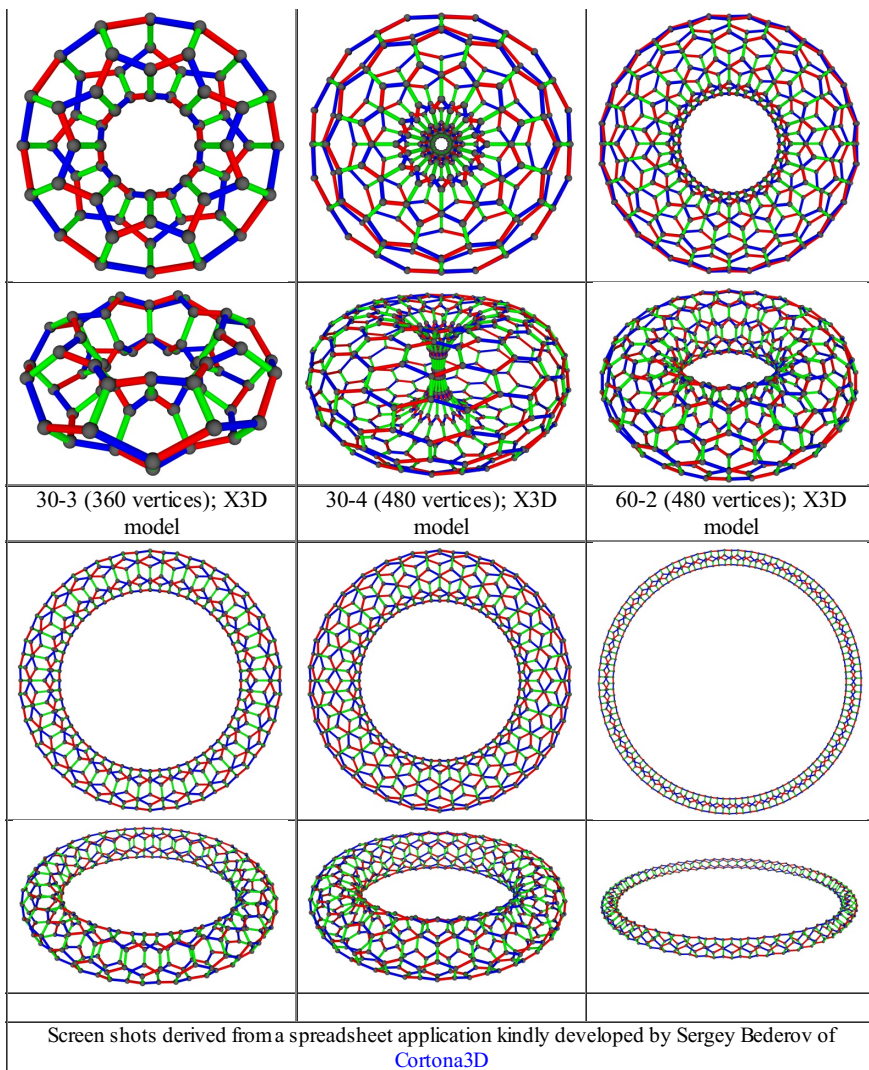 30-3 (360 vertices); X3D
model
30-4 (480 vertices); X3D
model
60-2 (480 vertices); X3D
model
Screen shots derived from a spreadsheet application kindly developed by Sergey Bederov of
Cortona3D